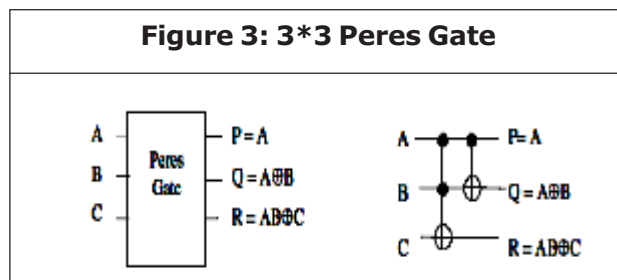 Figure 3: 3*3 Peres Gate
A
P=A
B
Peres
Gate
Q=A⊕B
C
R=AB⊕C
A
P=A
B
Q=A⊕B
C
R=AB⊕C